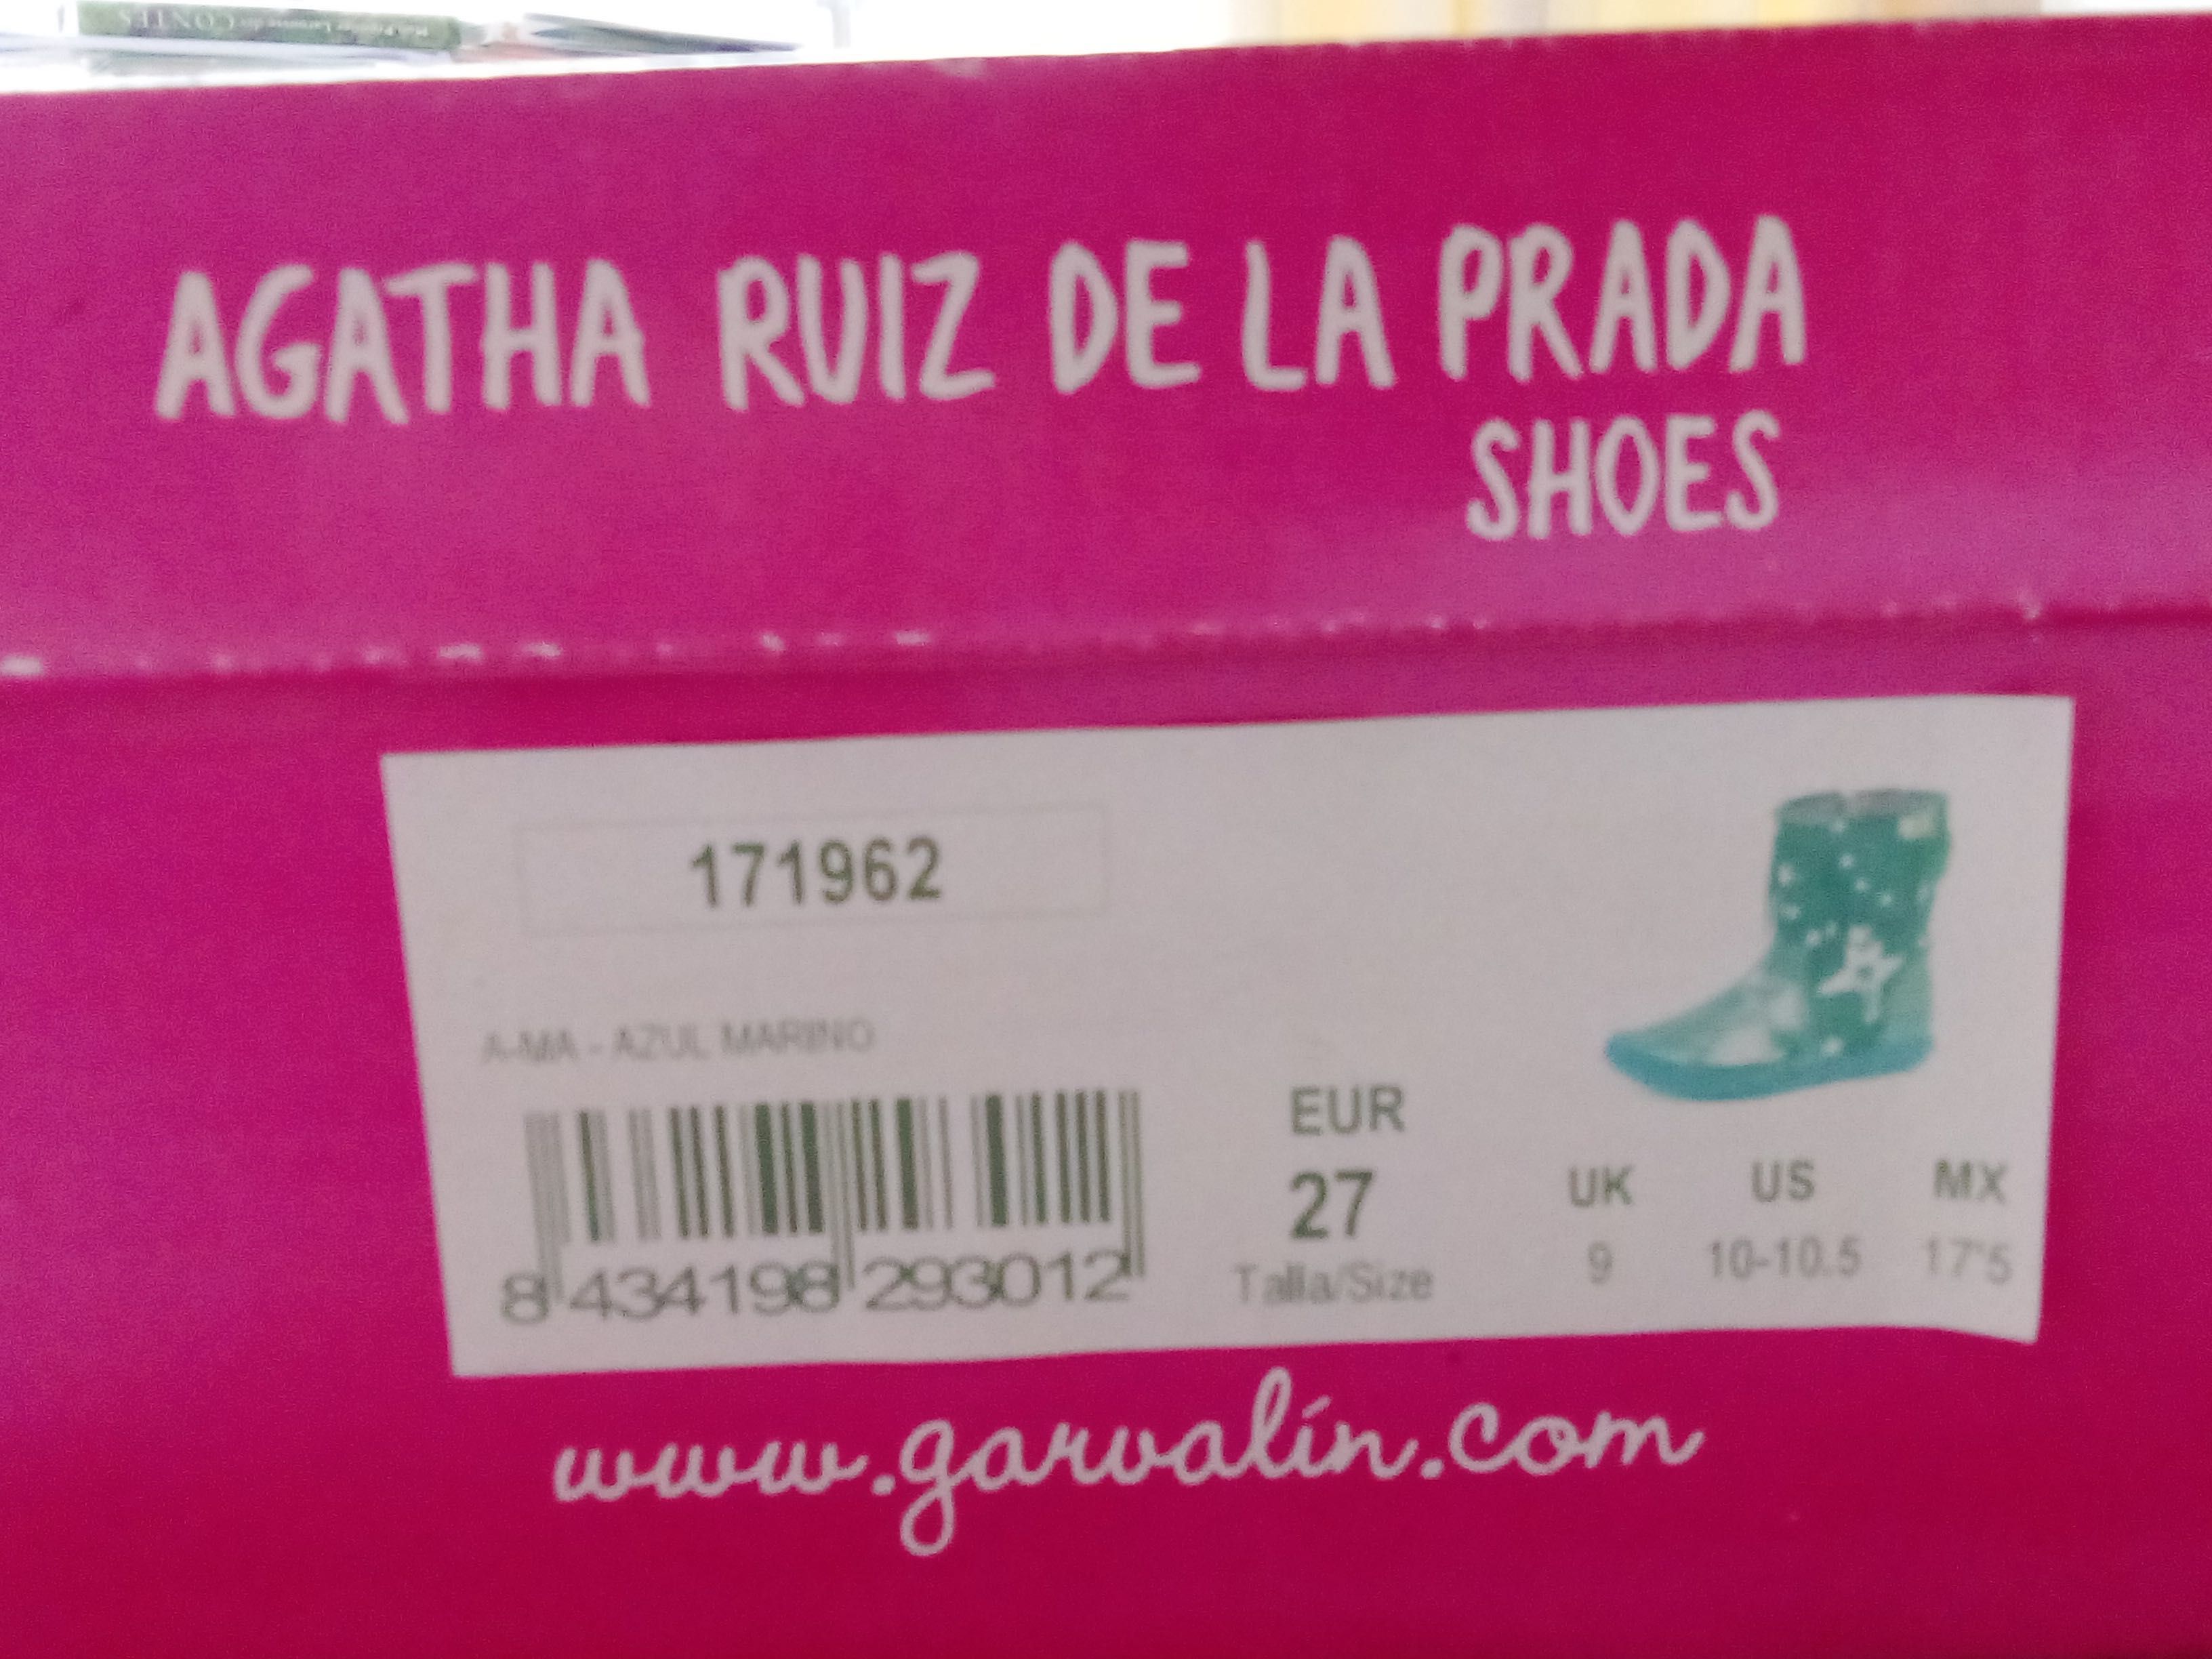 AGATHA RUIZ DE LA PRADA
SHOES
171962
A-MA - AZUL MARINO
8 434198 293012
EUR
27
Talla/Size
UK US MX
9 10-10.5 17'5
www.garvalín.com
CONTES